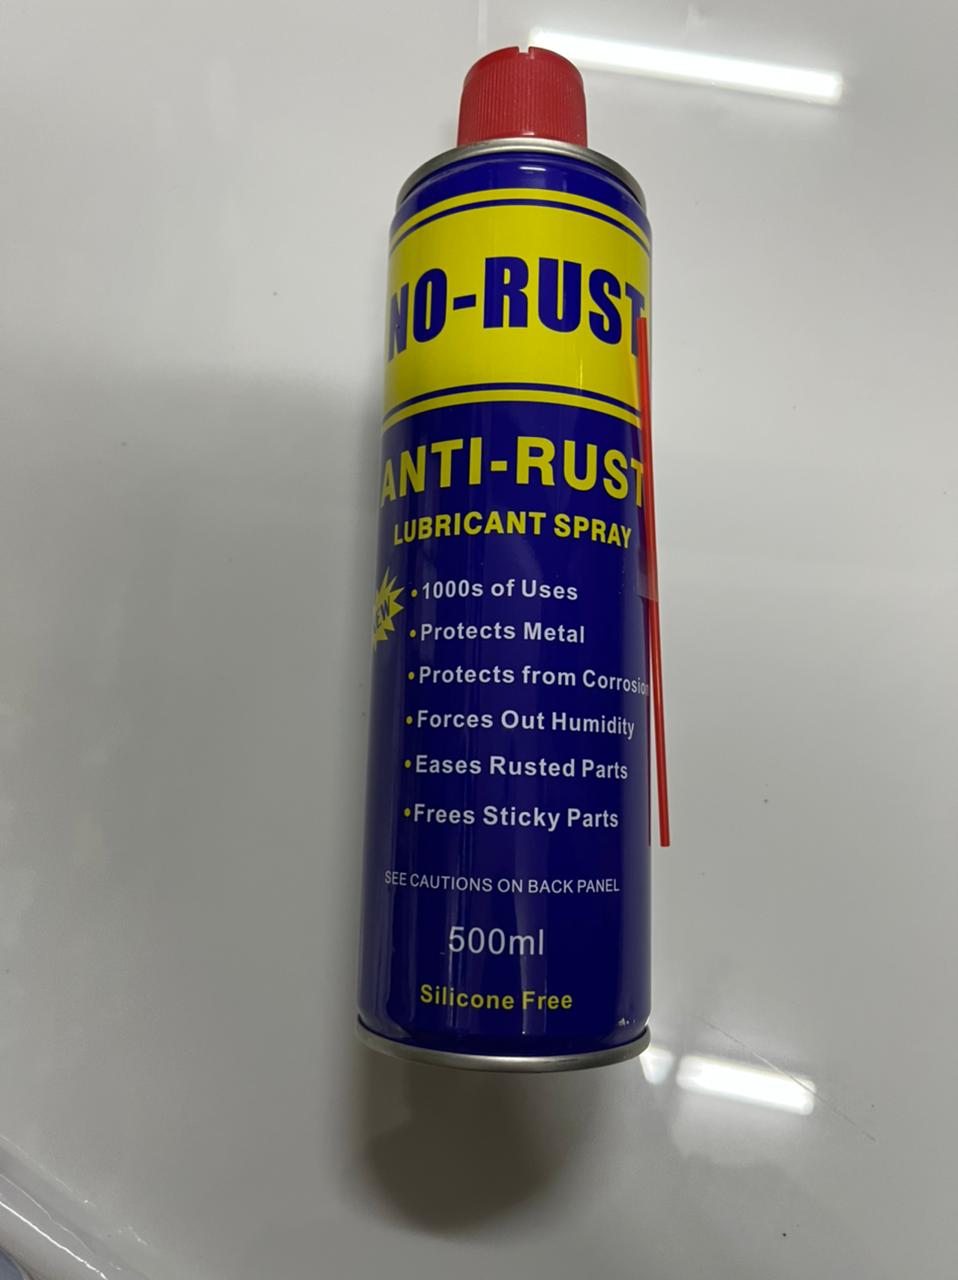 NO-RUST
ANTI-RUST
LUBRICANT SPRAY
NEW
•1000s of Uses
•Protects Metal
•Protects from Corrosion
•Forces Out Humidity
•Eases Rusted Parts
•Frees Sticky Parts
SEE CAUTIONS ON BACK PANEL
500ml
Silicone Free